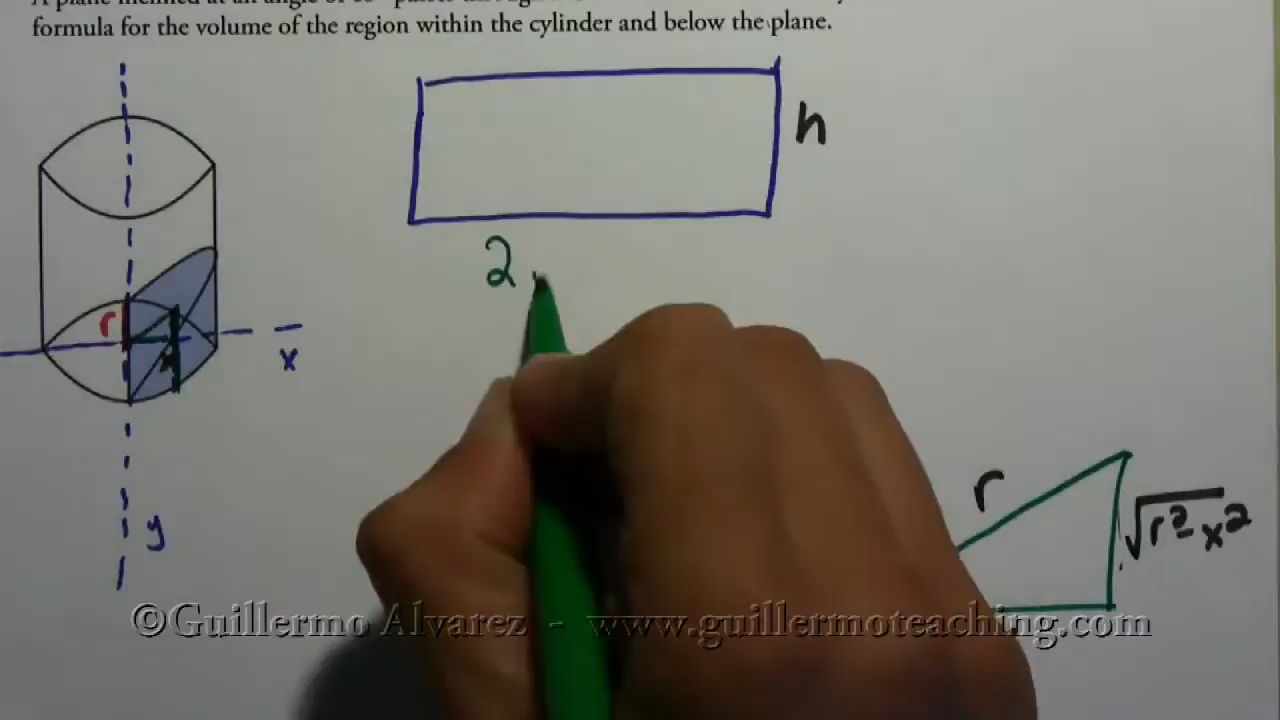 formula for the volume of the region within the cylinder and below the plane.
h
2
r
x
r
√r²-x²
y
©Guillermo Alvarez - www.guillermoteaching.com